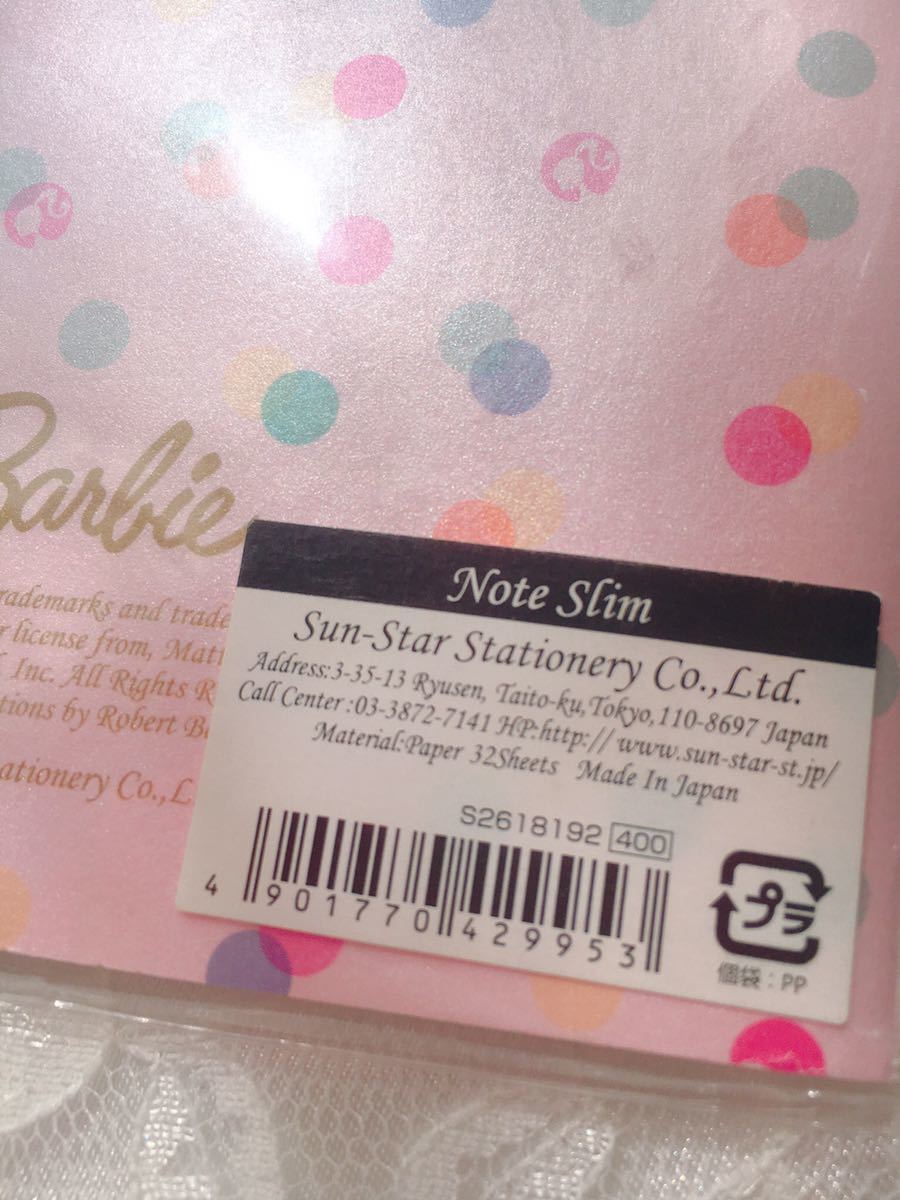 Barbie
trademarks and trade
license from, Matt
Inc. All Rights R
tions by Robert B
Stationery Co.,L
Note Slim
Sun-Star Stationery Co.,Ltd.
Address:3-35-13 Ryusen, Taito-ku,Tokyo,110-8697 Japan
Call Center:03-3872-7141 HP:http:// www.sun-star-st.jp/
Material:Paper 32Sheets Made In Japan
S2618192 400
4 901770 429953
プラ
個袋:PP